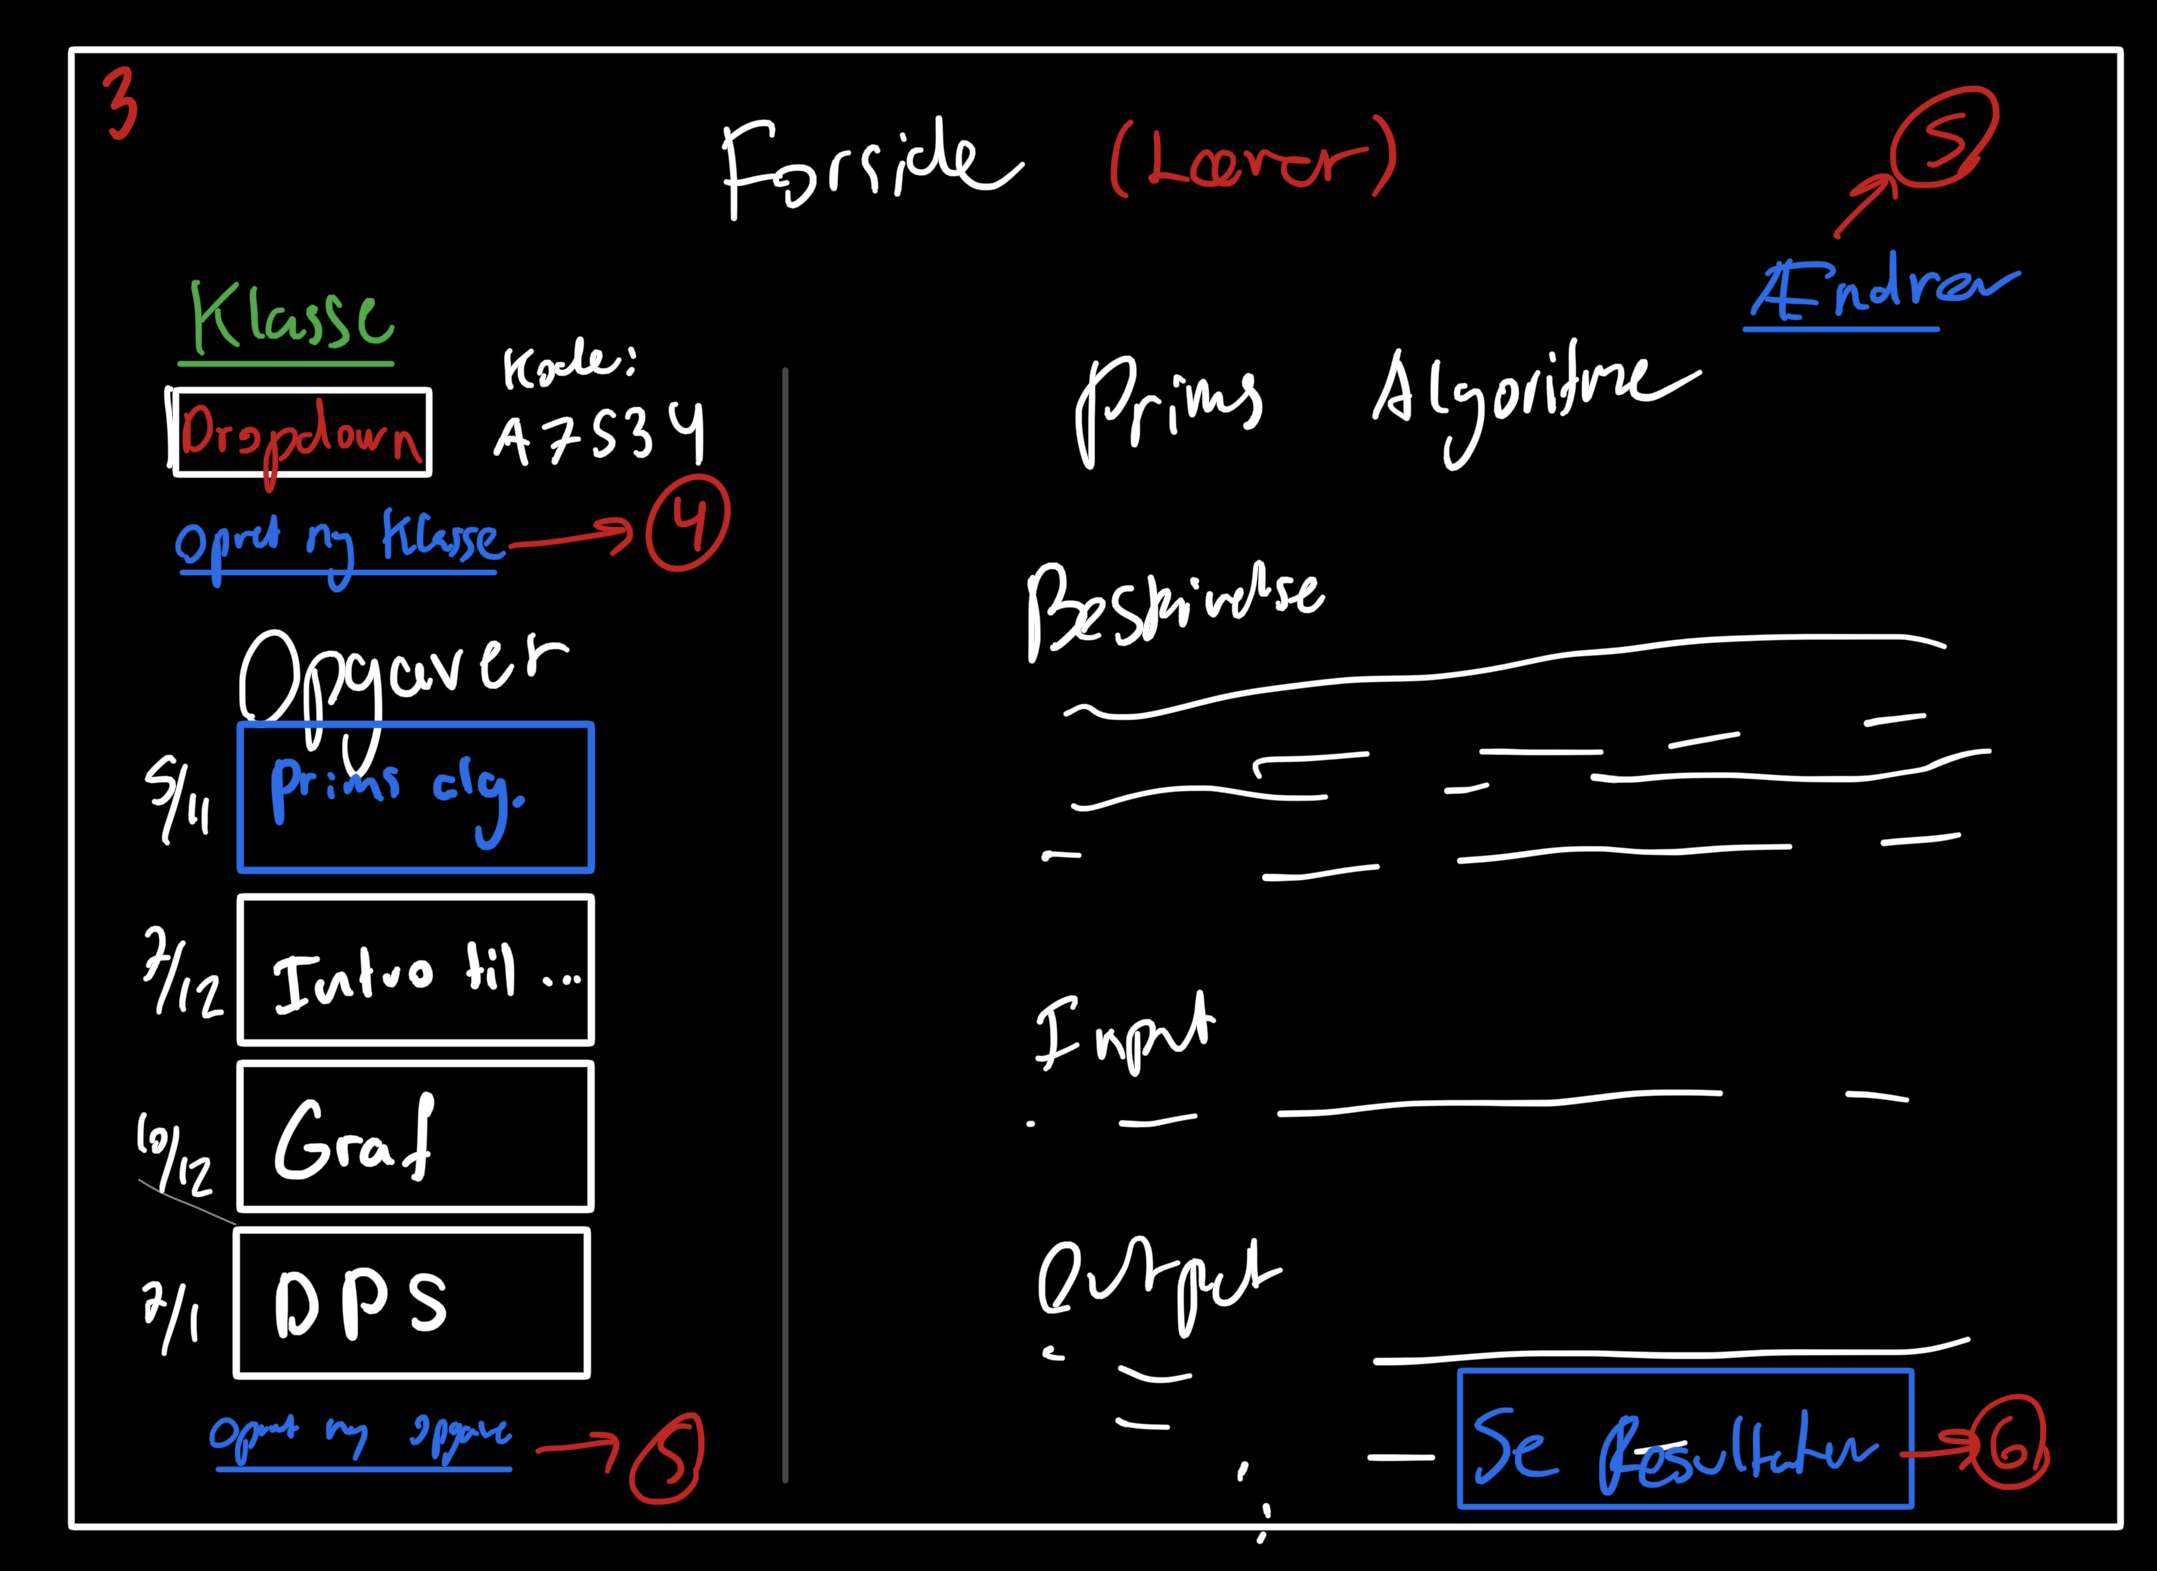 3
Forside (Lærer)
5
Ændrer
Klasse
Kode:
A7534
Dropdown
Opret ny Klasse → 4
Opgaver
5/11 Prims alg.
7/12 Intro til ...
10/12 Graf
7/1 DPS
Opret ny opgave → 5
Prims Algoritme
Beskrivelse
Input
Output
Se Resultater → 6